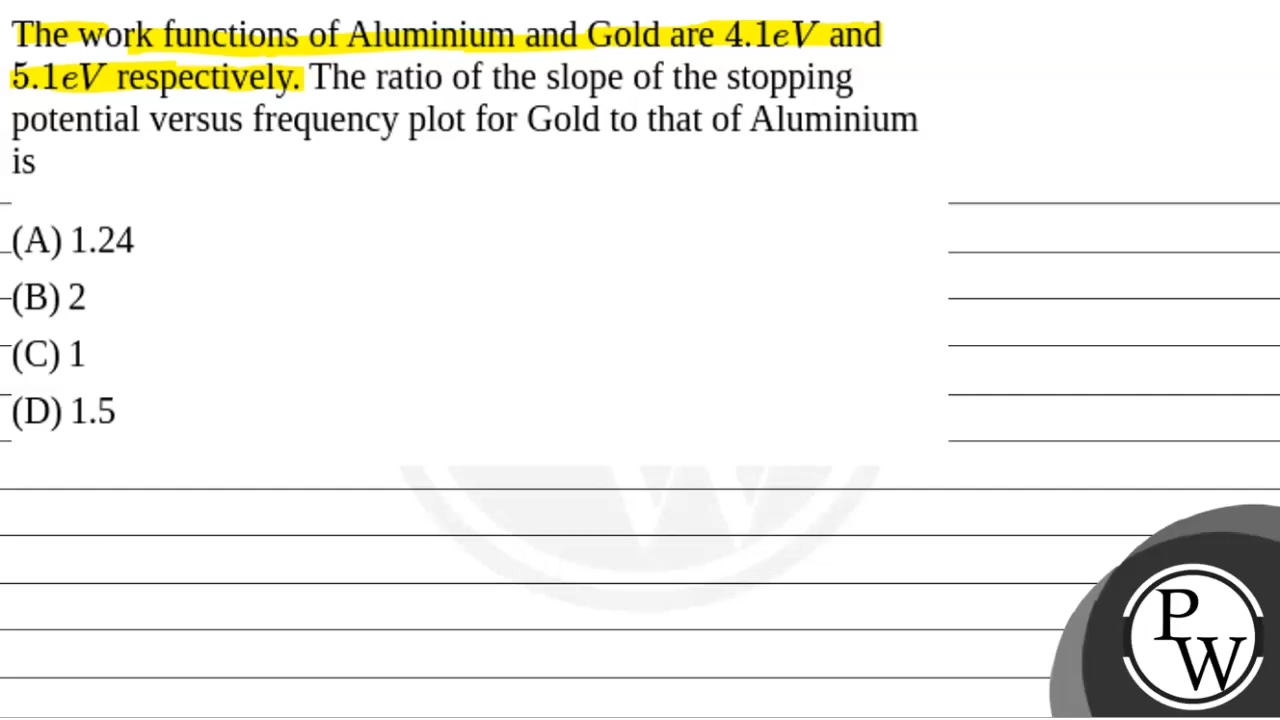 The work functions of Aluminium and Gold are 4.1eV and
5.1eV respectively. The ratio of the slope of the stopping
potential versus frequency plot for Gold to that of Aluminium
is
(A) 1.24
(B) 2
(C) 1
(D) 1.5
P
W